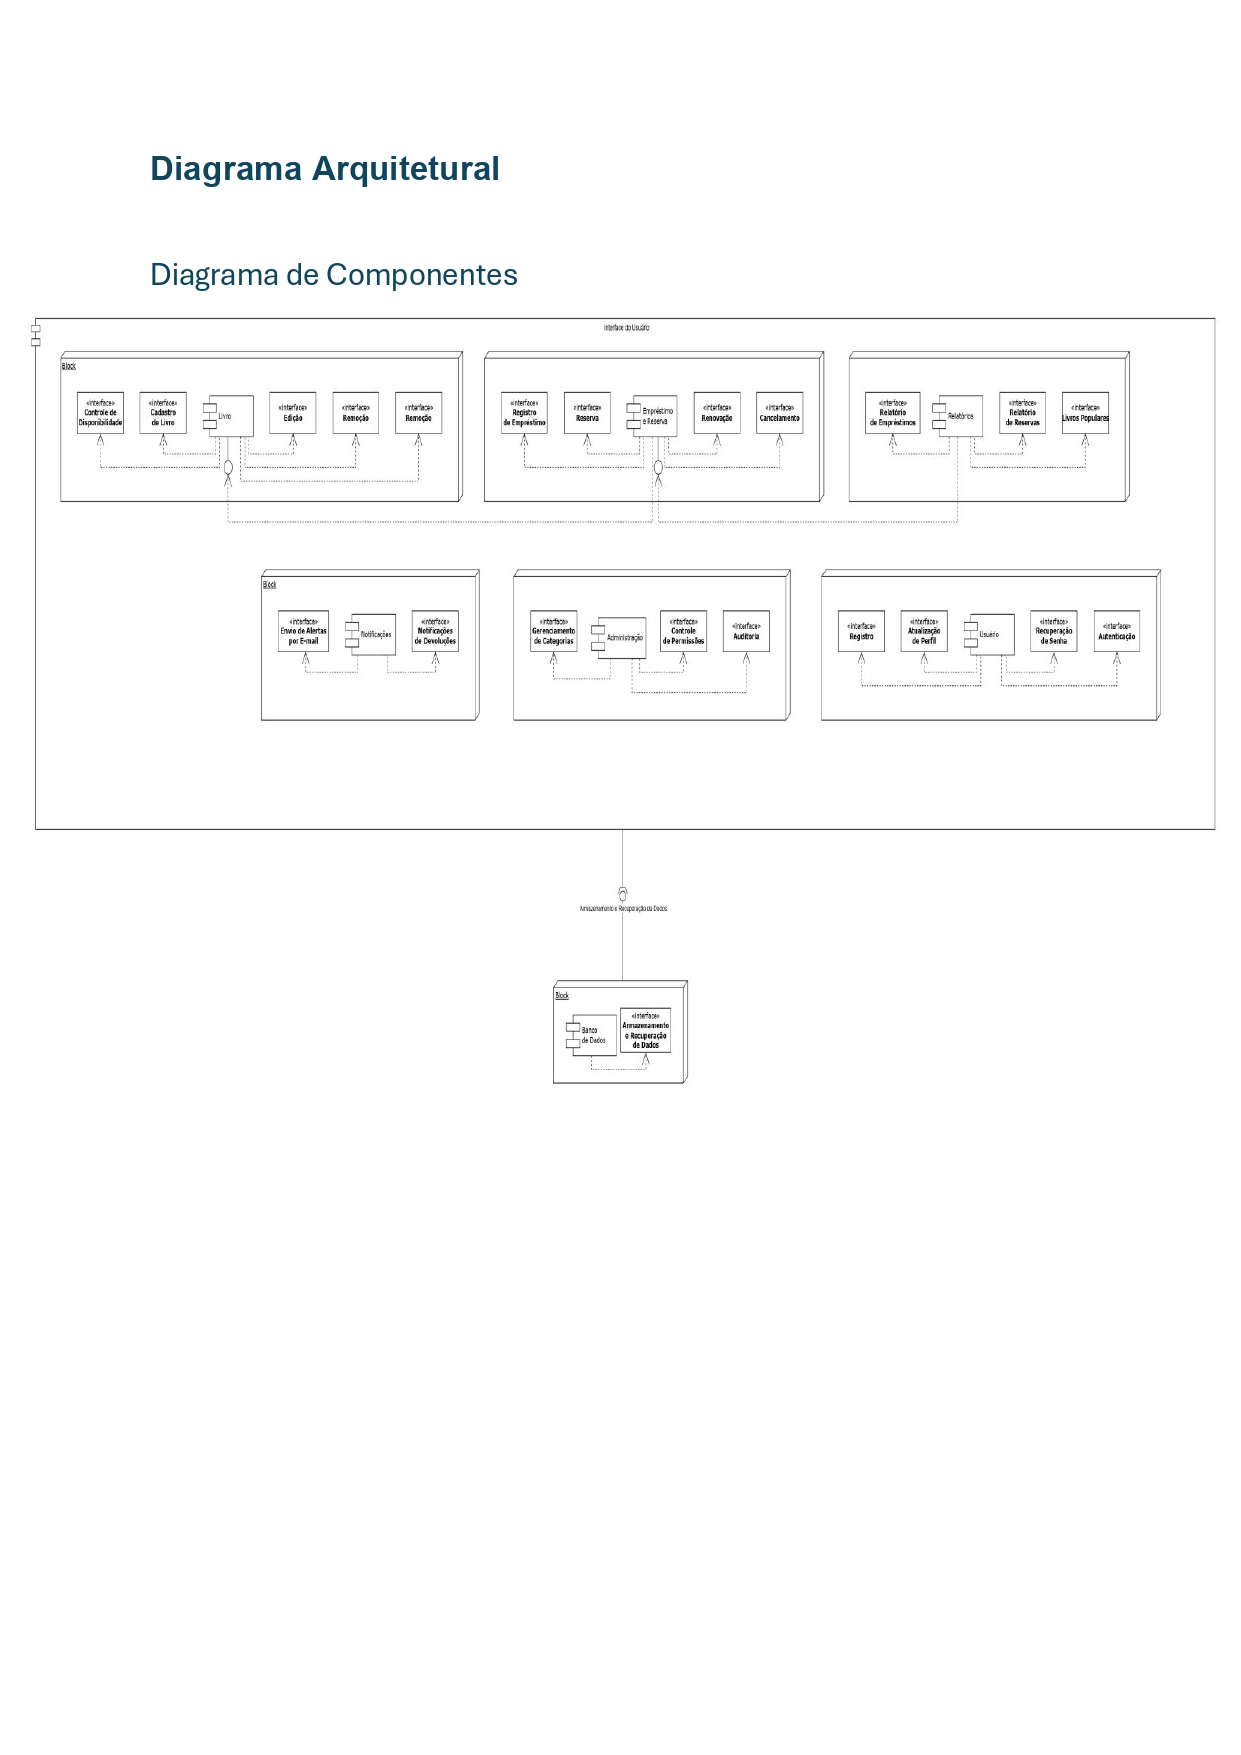 Diagrama Arquitetural
Diagrama de Componentes
Interface do Usuário
Block
«interface»
Controle de
Disponibilidade
«interface»
Cadastro
de Livro
Livro
«interface»
Edição
«interface»
Remoção
«interface»
Remoção
«interface»
Registro
de Empréstimo
«interface»
Reserva
Empréstimo
e Reserva
«interface»
Renovação
«interface»
Cancelamento
«interface»
Relatório
de Empréstimos
Relatórios
«interface»
Relatório
de Reservas
«interface»
Livros Populares
Block
«interface»
Envio de Alertas
por E-mail
Notificações
«interface»
Notificações
de Devoluções
«interface»
Gerenciamento
de Categorias
Administração
«interface»
Controle
de Permissões
«interface»
Auditoria
«interface»
Registro
«interface»
Atualização
de Perfil
Usuário
«interface»
Recuperação
de Senha
«interface»
Autenticação
Armazenamento e Recuperação de Dados
Block
Banco
de Dados
«interface»
Armazenamento
e Recuperação
de Dados